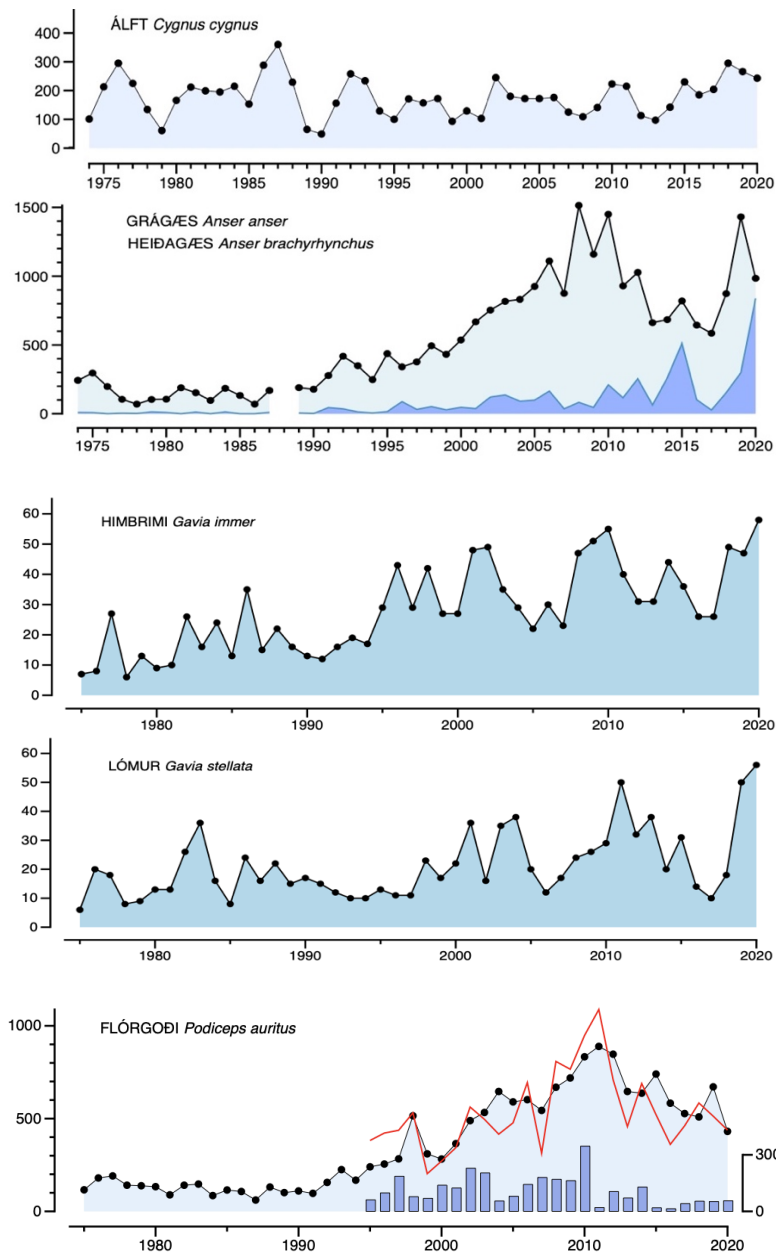 ÁLFT Cygnus cygnus
400
300
200
100
0
1975 1980 1985 1990 1995 2000 2005 2010 2015 2020
1500
GRÁGÆS Anser anser
HEIÐAGÆS Anser brachyrhynchus
1000
500
0
1975 1980 1985 1990 1995 2000 2005 2010 2015 2020
60
HIMBRIMI Gavia immer
50
40
30
20
10
0
1980 1990 2000 2010 2020
60
LÓMUR Gavia stellata
50
40
30
20
10
0
1980 1990 2000 2010 2020
1000
FLÓRGOÐI Podiceps auritus
500
300
0 0
1980 1990 2000 2010 2020